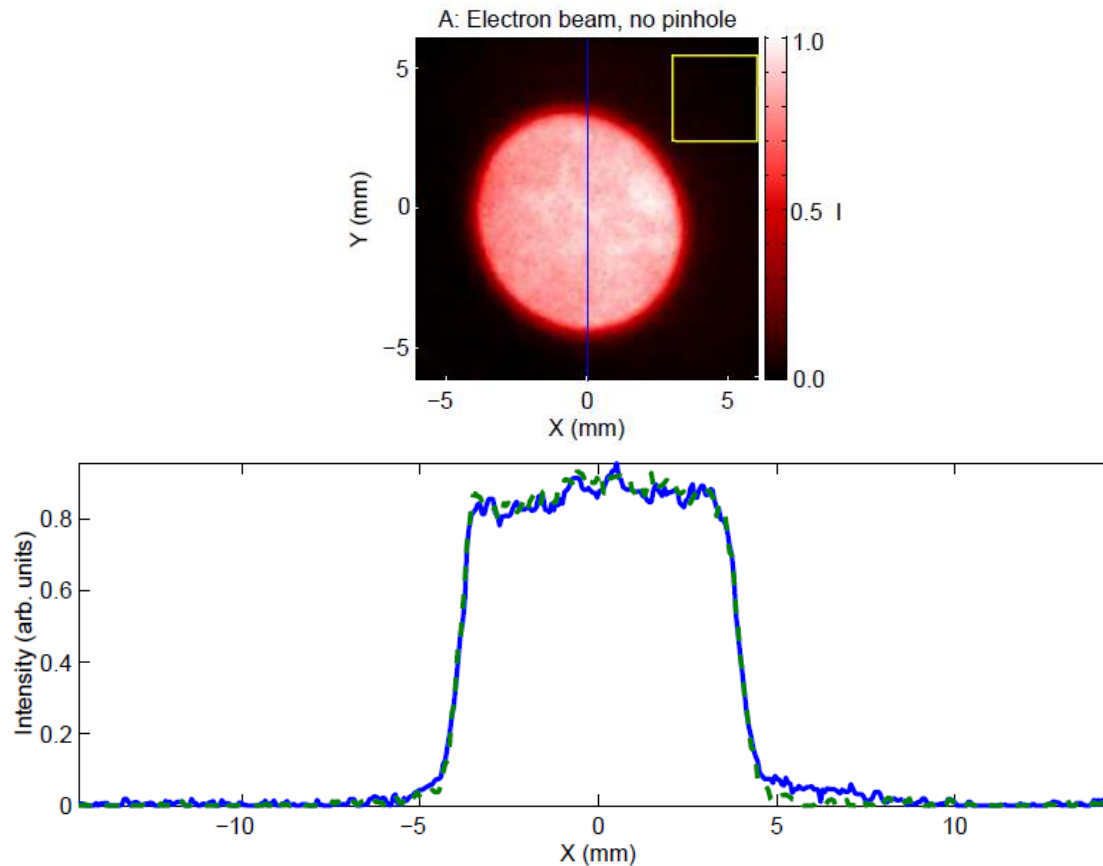 A: Electron beam, no pinhole
5
0
−5
Y (mm)
−5 0 5
X (mm)
1.0
0.5 I
0.0
0.8
0.6
0.4
0.2
0
Intensity (arb. units)
−10 −5 0 5 10
X (mm)